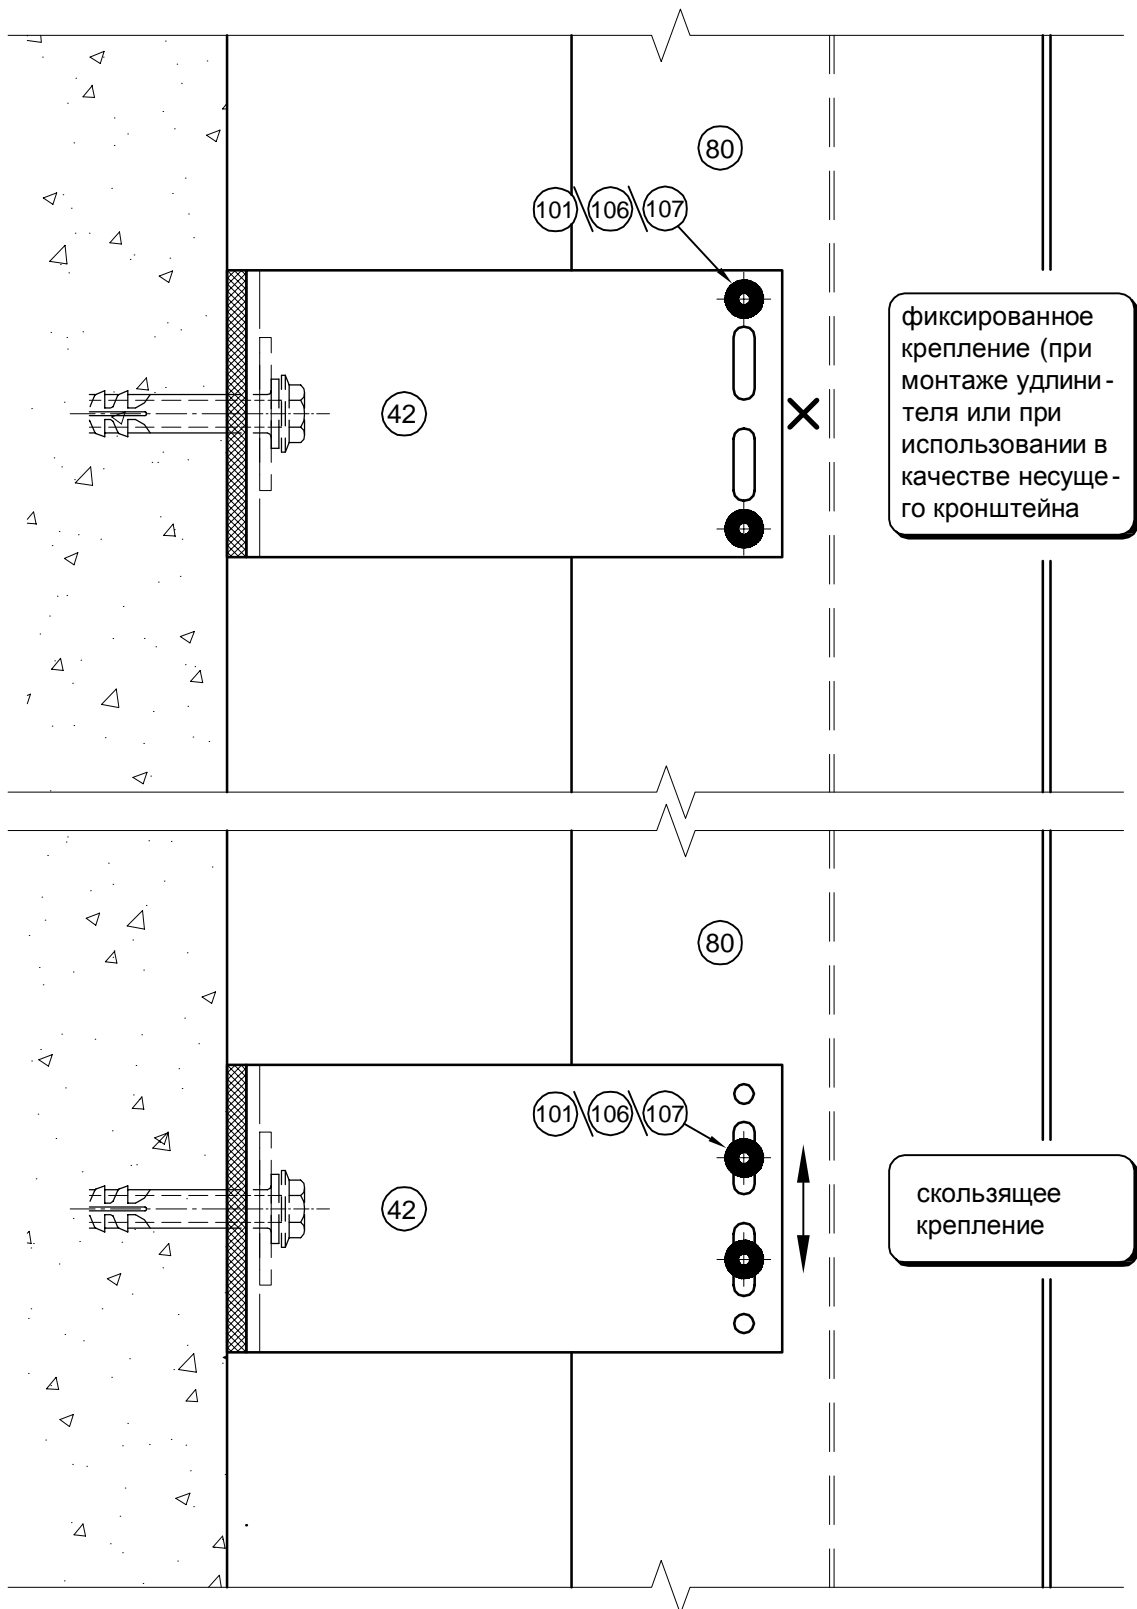 80
101\106\107
42
фиксированное
крепление (при
монтаже удлини-
теля или при
использовании в
качестве несуще-
го кронштейна
80
101\106\107
42
скользящее
крепление